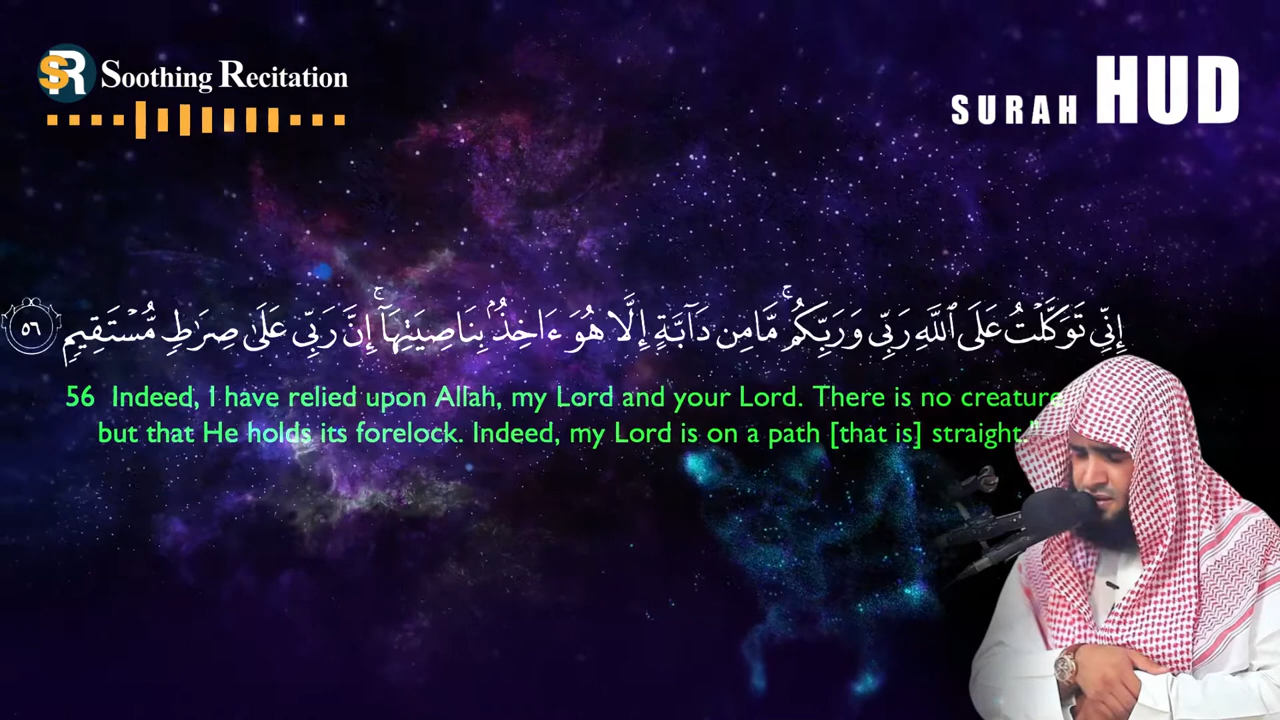 SR Soothing Recitation
SURAH HUD
إِنِّي تَوَكَّلْتُ عَلَى ٱللَّهِ رَبِّى وَرَبِّكُم ۚ مَّا مِن دَآبَّةٍ إِلَّا هُوَ ءَاخِذٌۢ بِنَاصِيَتِهَآ ۚ إِنَّ رَبِّى عَلَىٰ صِرَٰطٍ مُّسْتَقِيمٍ ٥٦
56 Indeed, I have relied upon Allah, my Lord and your Lord. There is no creature
but that He holds its forelock. Indeed, my Lord is on a path [that is] straight."